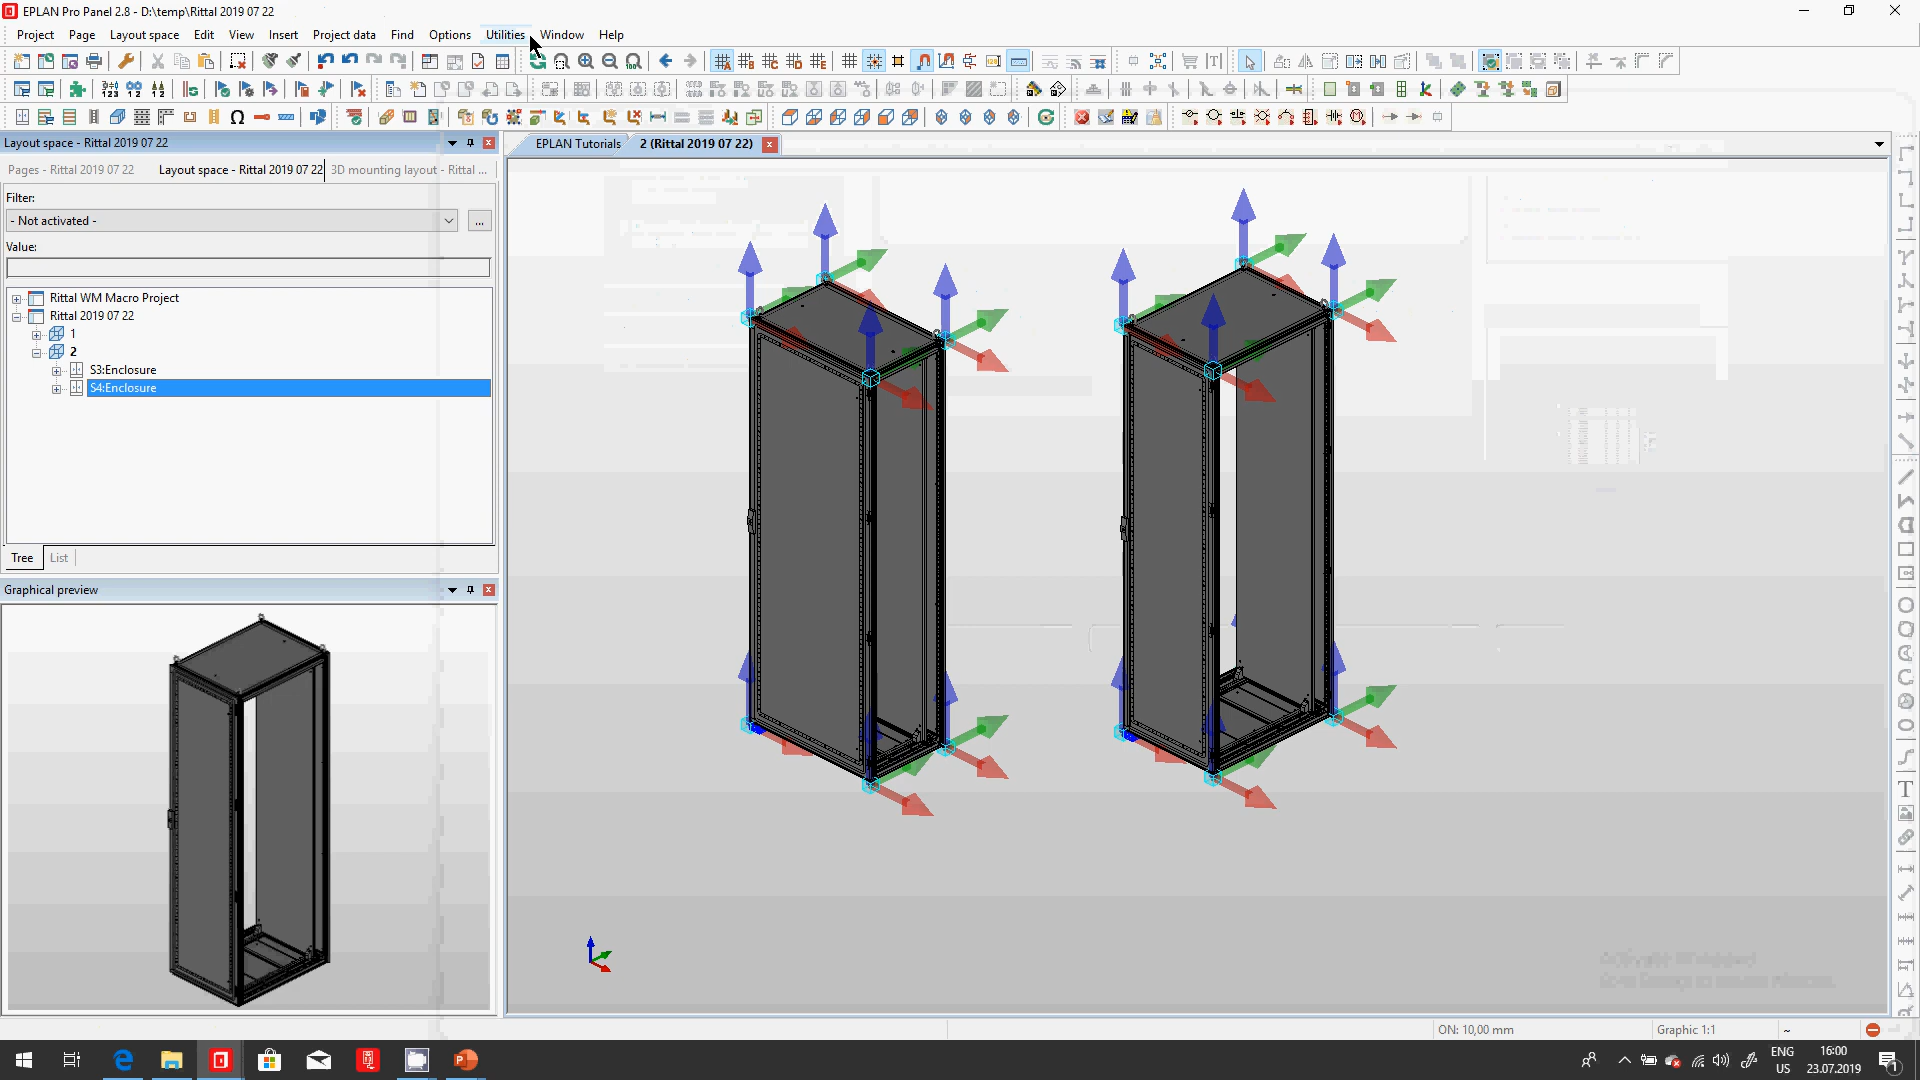 EPLAN Pro Panel 2.8 - D:\temp\Rittal 2019 07 22
Project Page Layout space Edit View Insert Project data Find Options Utilities Window Help
Layout space - Rittal 2019 07 22
Pages - Rittal 2019 07 22 Layout space - Rittal 2019 07 22 3D mounting layout - Rittal ...
Filter:
- Not activated -
...
Value:
Rittal WM Macro Project
Rittal 2019 07 22
1
2
S3:Enclosure
S4:Enclosure
Tree List
Graphical preview
EPLAN Tutorials 2 (Rittal 2019 07 22)
ON: 10,00 mm Graphic 1:1 ~
ENG
US
16:00
23.07.2019
1